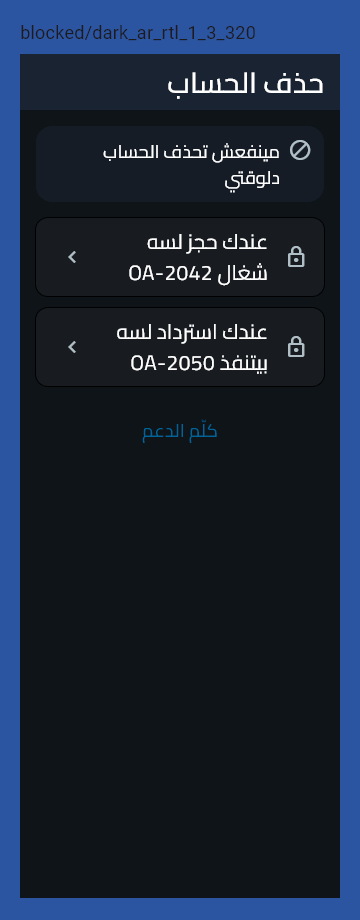 blocked/dark_ar_rtl_1_3_320
حذف الحساب
مينفعش تحذف الحساب
دلوقتي
عندك حجز لسه
شغال OA-2042
عندك استرداد لسه
بيتنفذ OA-2050
كلّم الدعم